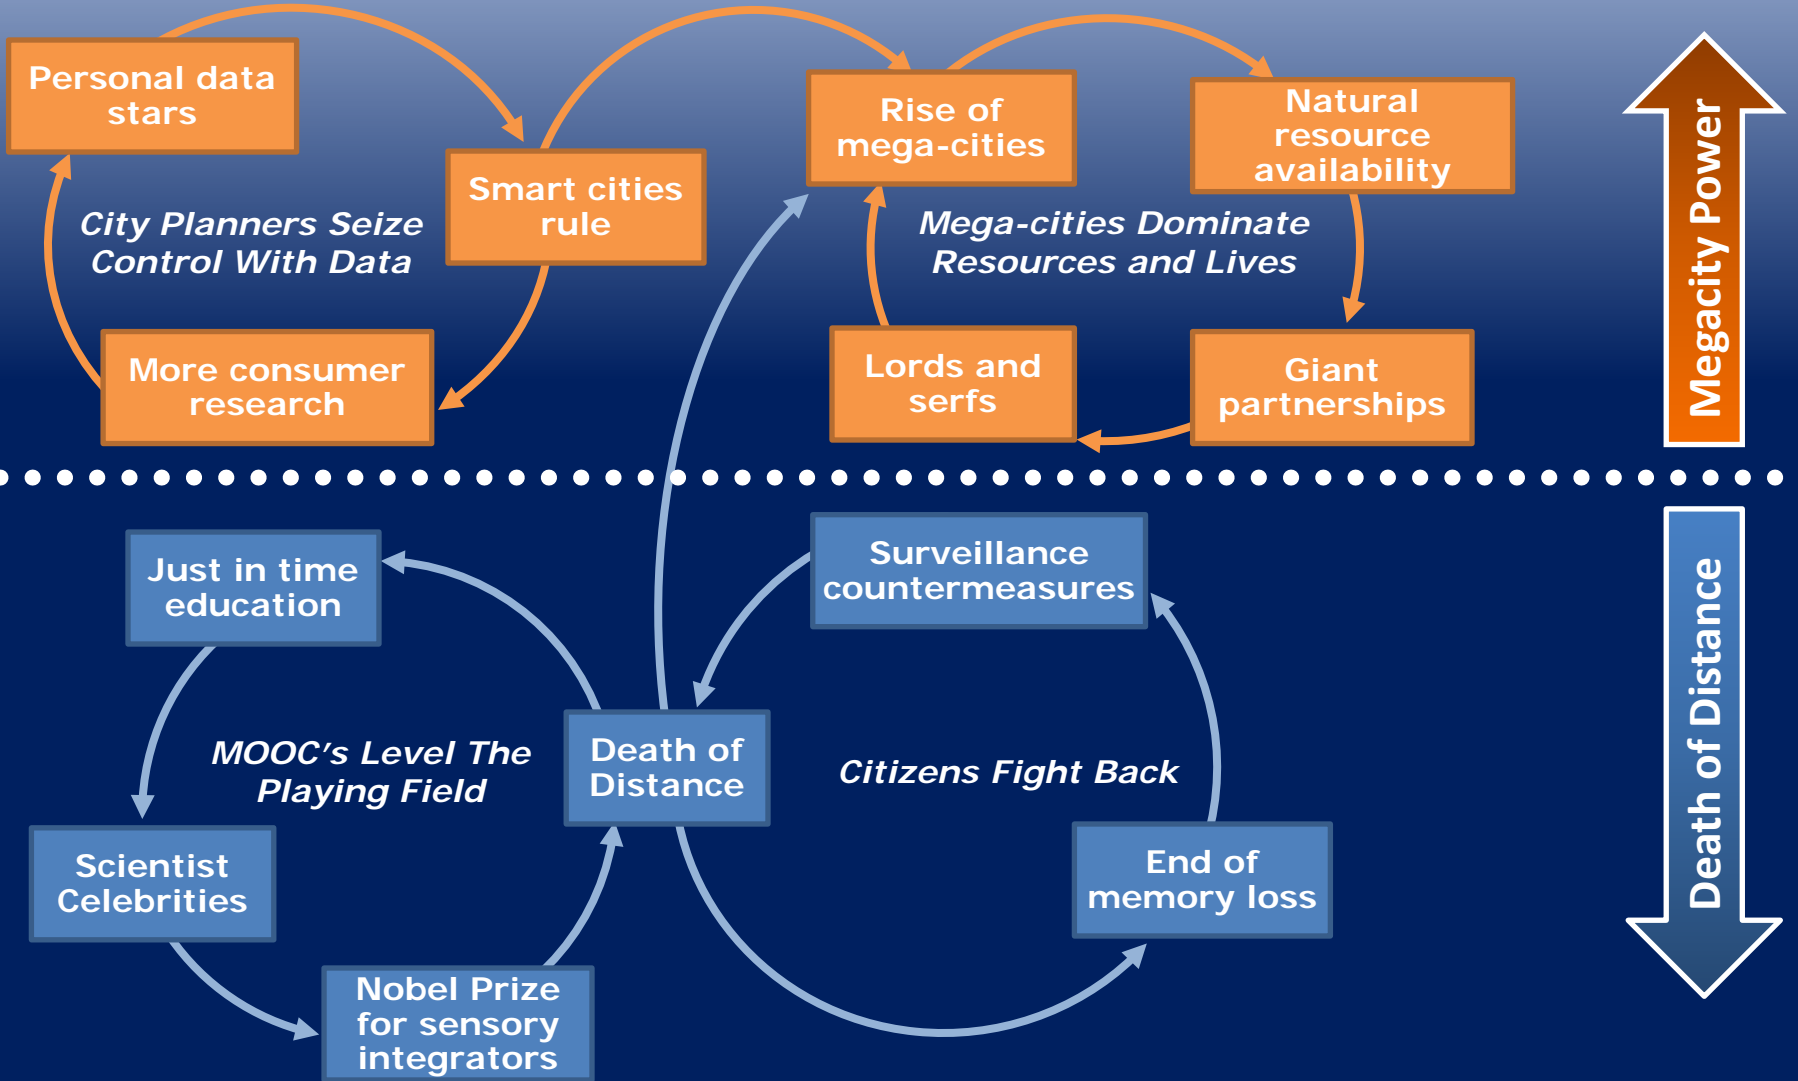 Personal data
stars
Smart cities
rule
More consumer
research
City Planners Seize
Control With Data
Rise of
mega-cities
Natural
resource
availability
Giant
partnerships
Lords and
serfs
Mega-cities Dominate
Resources and Lives
Megacity Power
Just in time
education
Scientist
Celebrities
Nobel Prize
for sensory
integrators
MOOC's Level The
Playing Field
Death of
Distance
Surveillance
countermeasures
Citizens Fight Back
End of
memory loss
Death of Distance